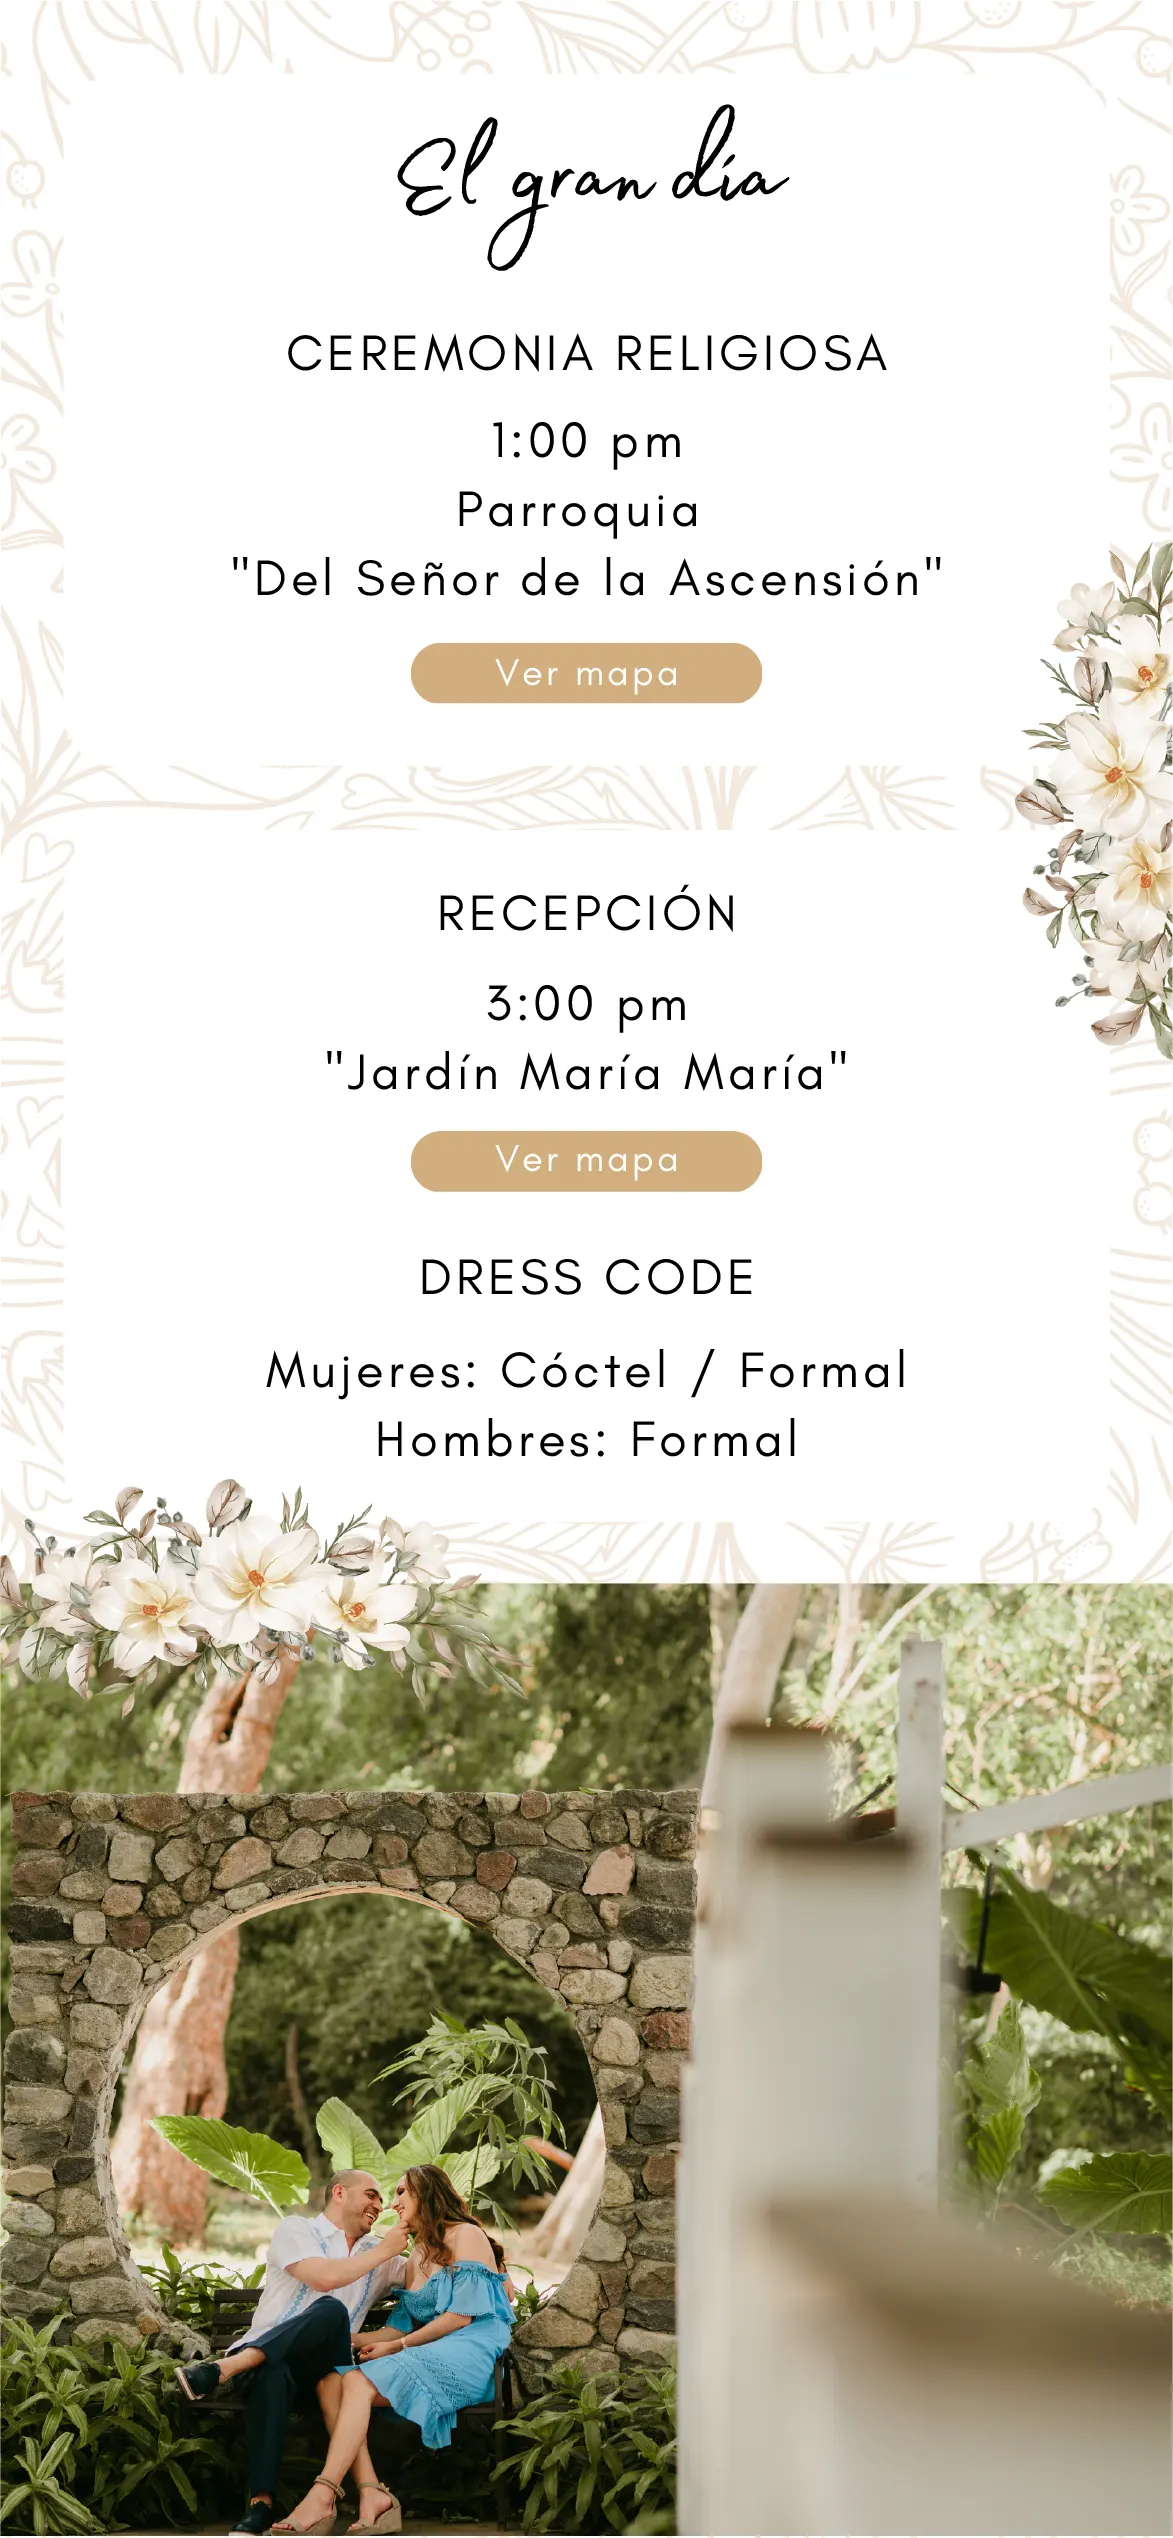 El gran día
CEREMONIA RELIGIOSA
1:00 pm
Parroquia
"Del Señor de la Ascensión"
Ver mapa
RECEPCIÓN
3:00 pm
"Jardín María María"
Ver mapa
DRESS CODE
Mujeres: Cóctel / Formal
Hombres: Formal